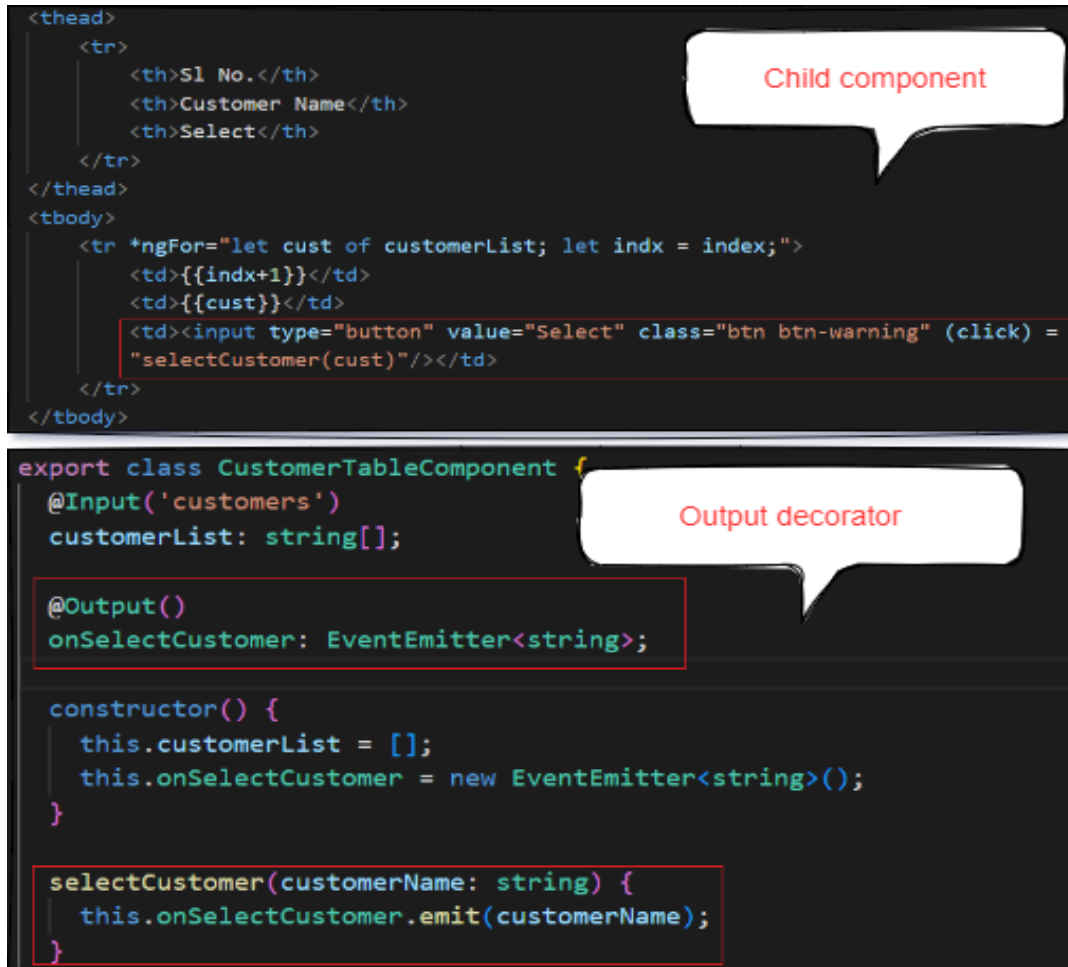 <thead>
<tr>
<th>Sl No.</th>
<th>Customer Name</th>
<th>Select</th>
</tr>
</thead>
<tbody>
<tr *ngFor="let cust of customerList; let indx = index;">
<td>{{indx+1}}</td>
<td>{{cust}}</td>
<td><input type="button" value="Select" class="btn btn-warning" (click) =
"selectCustomer(cust)"/></td>
</tr>
</tbody>
Child component
export class CustomerTableComponent {
@Input('customers')
customerList: string[];
@Output()
onSelectCustomer: EventEmitter<string>;
constructor() {
this.customerList = [];
this.onSelectCustomer = new EventEmitter<string>();
}
selectCustomer(customerName: string) {
this.onSelectCustomer.emit(customerName);
}
Output decorator